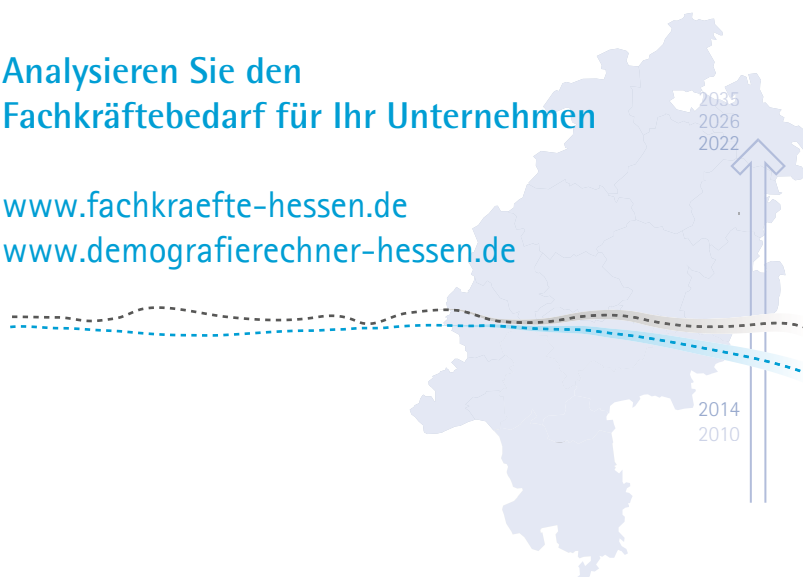 Analysieren Sie den
Fachkräftebedarf für Ihr Unternehmen
www.fachkraefte-hessen.de
www.demografierechner-hessen.de
2035
2026
2022
2014
2010